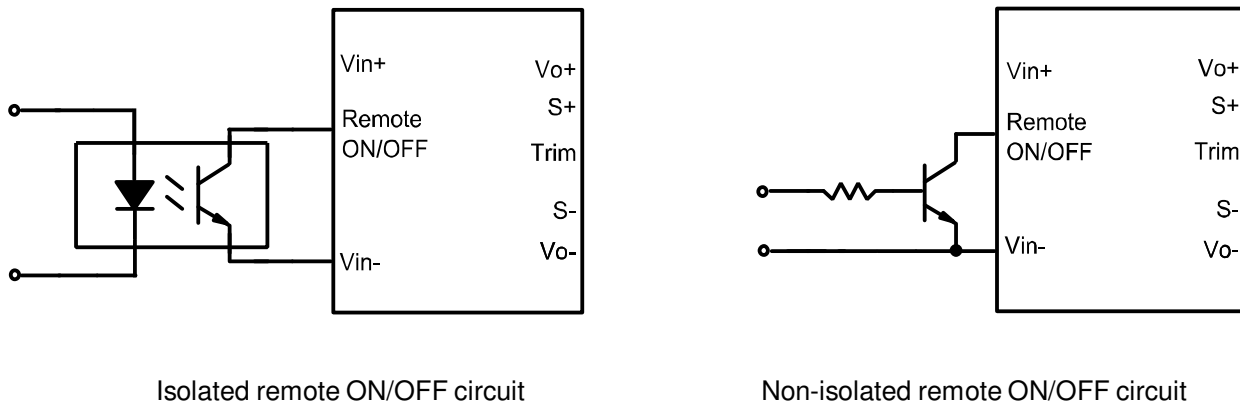 Vin+
Vo+
S+
Remote
ON/OFF
Trim
S-
Vin-
Vo-
Vin+
Vo+
S+
Remote
ON/OFF
Trim
S-
Vin-
Vo-
Isolated remote ON/OFF circuit
Non-isolated remote ON/OFF circuit